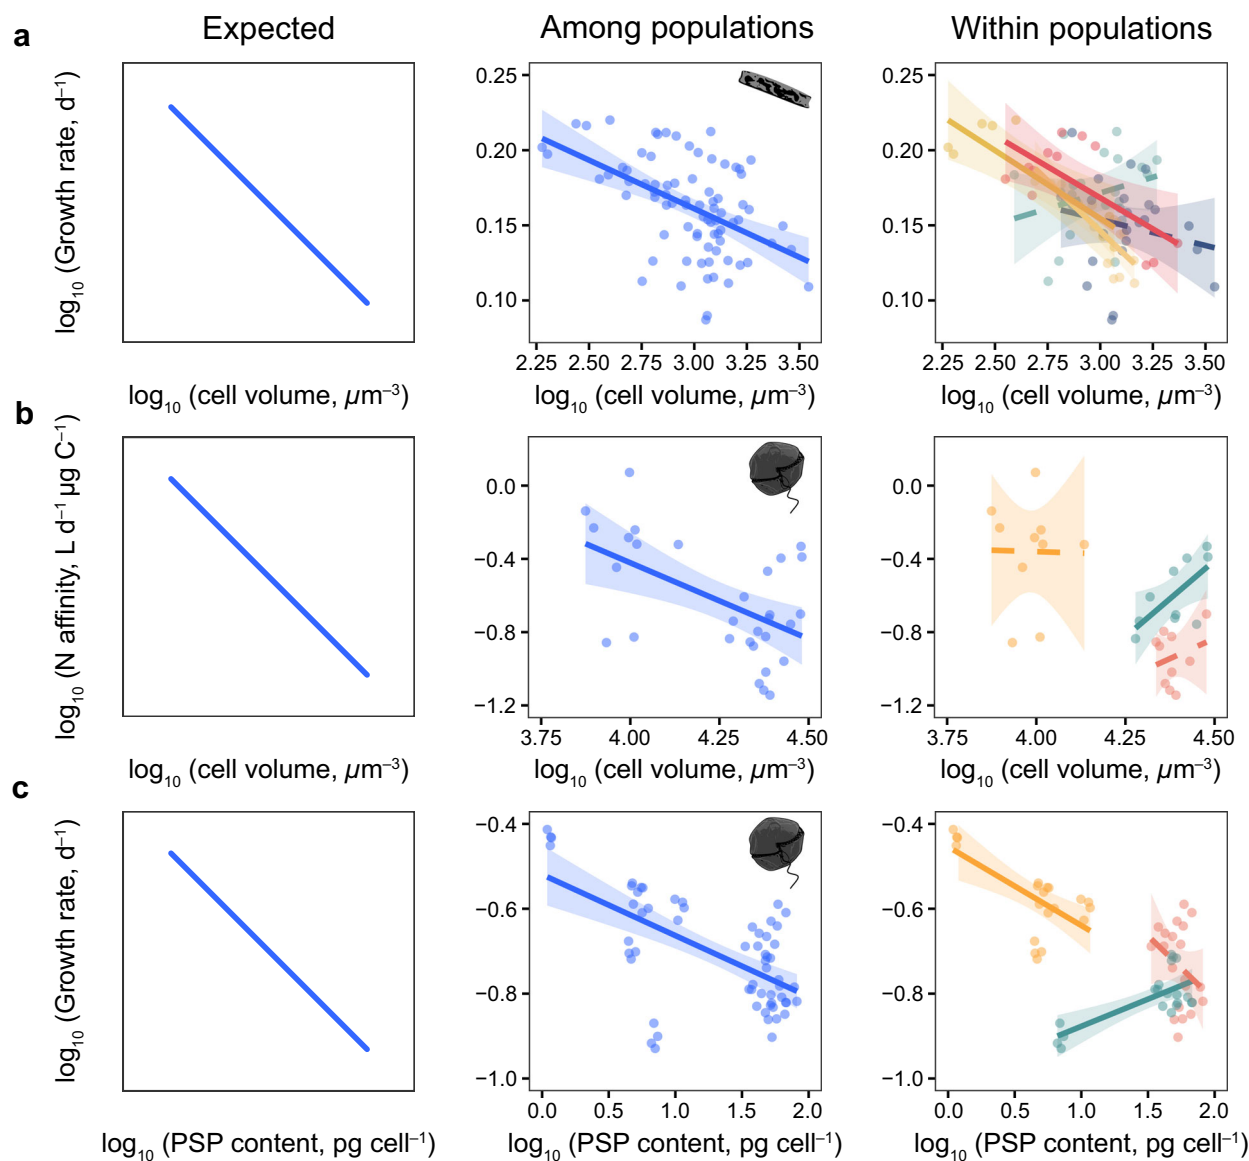 Expected
Among populations
Within populations
a
log₁₀ (Growth rate, d⁻¹)
0.25
0.20
0.15
0.10
0.25
0.20
0.15
0.10
2.25 2.50 2.75 3.00 3.25 3.50
2.25 2.50 2.75 3.00 3.25 3.50
log₁₀ (cell volume, µm⁻³)
log₁₀ (cell volume, µm⁻³)
log₁₀ (cell volume, µm⁻³)
b
log₁₀ (N affinity, L d⁻¹ µg C⁻¹)
0.0
−0.4
−0.8
−1.2
0.0
−0.4
−0.8
−1.2
3.75 4.00 4.25 4.50
3.75 4.00 4.25 4.50
log₁₀ (cell volume, µm⁻³)
log₁₀ (cell volume, µm⁻³)
log₁₀ (cell volume, µm⁻³)
c
log₁₀ (Growth rate, d⁻¹)
−0.4
−0.6
−0.8
−1.0
−0.4
−0.6
−0.8
−1.0
0.0 0.5 1.0 1.5 2.0
0.0 0.5 1.0 1.5 2.0
log₁₀ (PSP content, pg cell⁻¹)
log₁₀ (PSP content, pg cell⁻¹)
log₁₀ (PSP content, pg cell⁻¹)